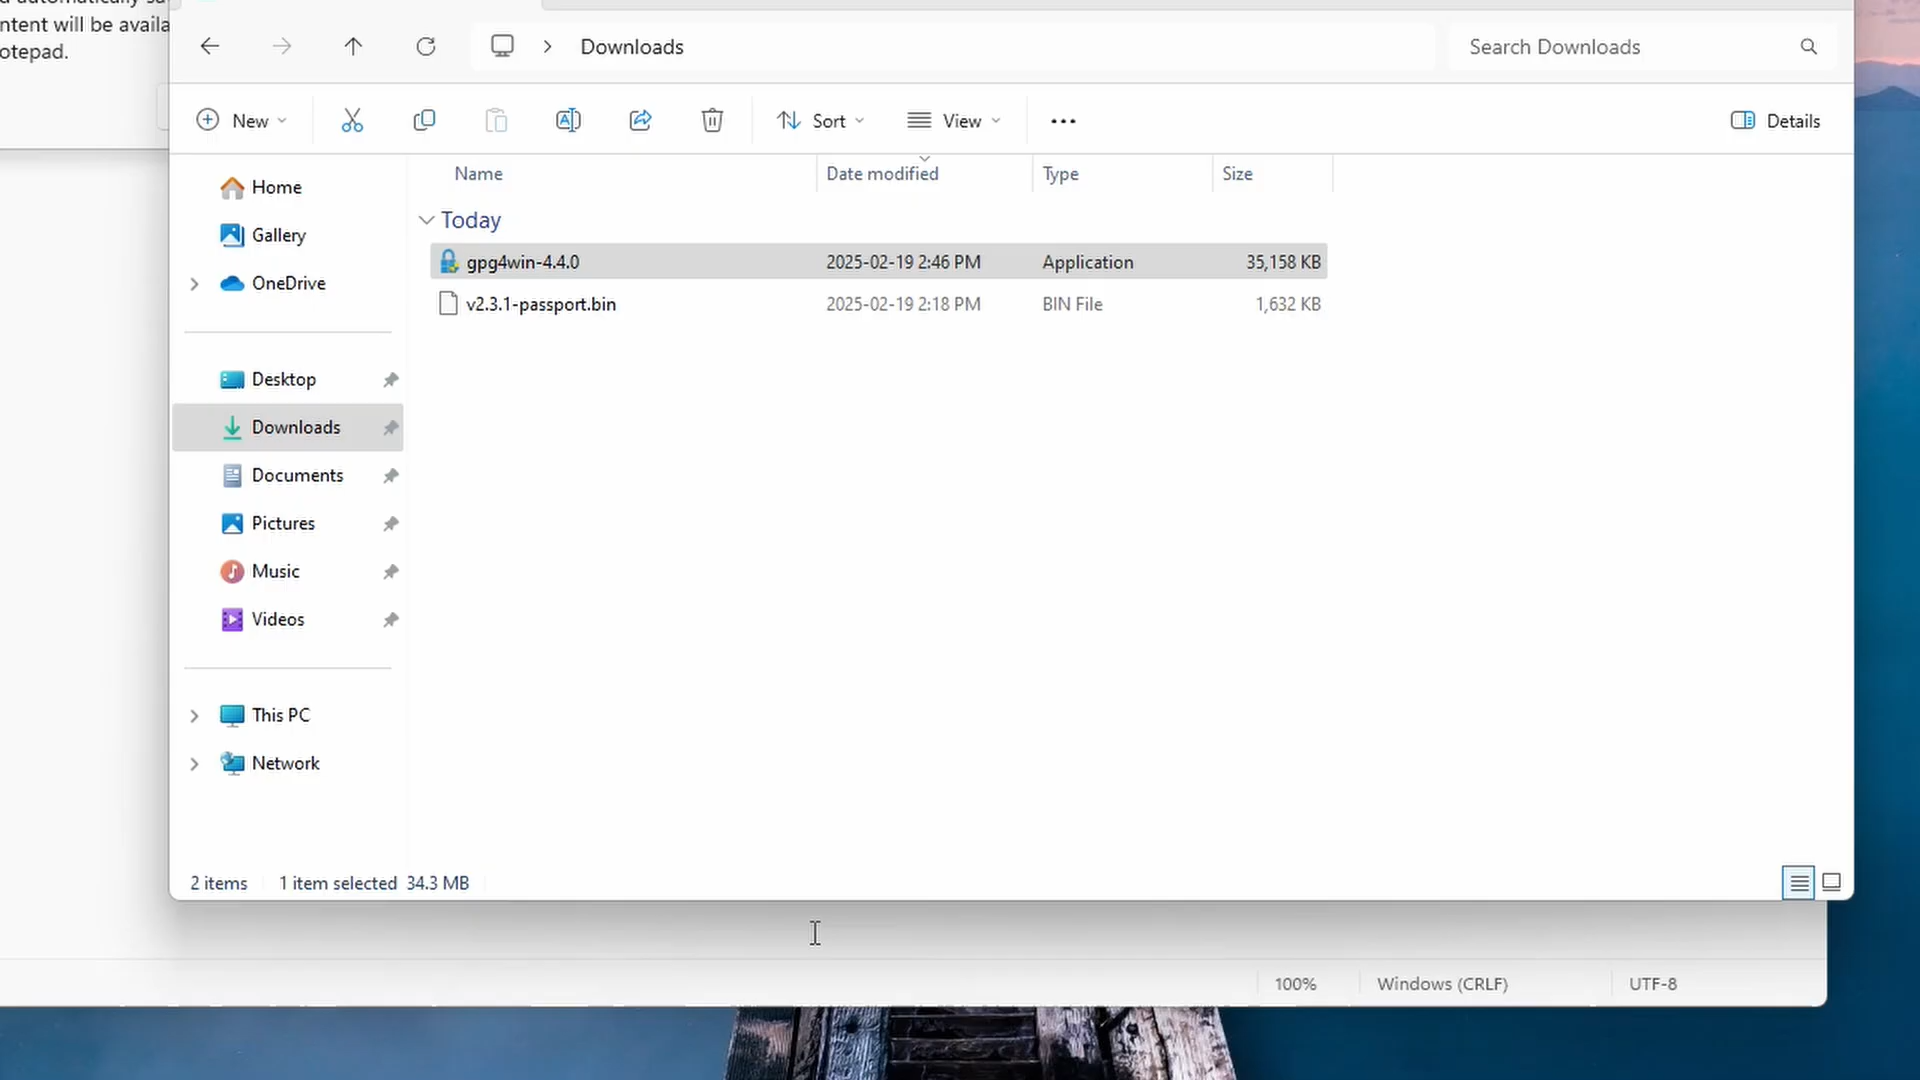 ntent will be availa
otepad.
Downloads
Search Downloads
New
Sort
View
Details
Name Date modified Type Size
Today
gpg4win-4.4.0 2025-02-19 2:46 PM Application 35,158 KB
v2.3.1-passport.bin 2025-02-19 2:18 PM BIN File 1,632 KB
Home
Gallery
OneDrive
Desktop
Downloads
Documents
Pictures
Music
Videos
This PC
Network
2 items 1 item selected 34.3 MB
100% Windows (CRLF) UTF-8